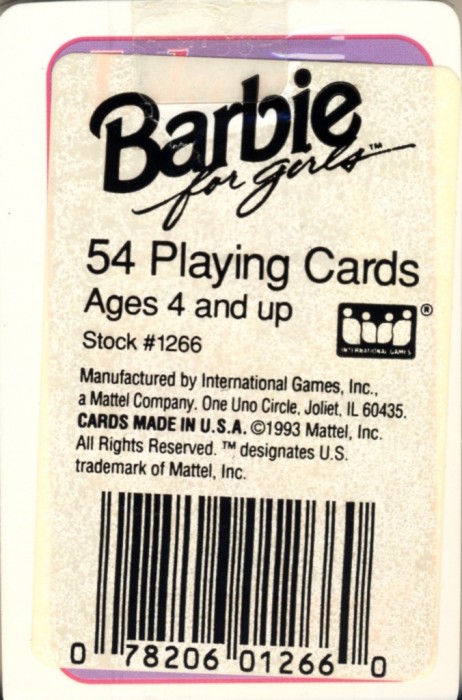 Barbie™
for girls
54 Playing Cards
Ages 4 and up
Stock #1266
®
INTERNATIONAL GAMES
Manufactured by International Games, Inc.,
a Mattel Company. One Uno Circle, Joliet, IL 60435.
CARDS MADE IN U.S.A. ©1993 Mattel, Inc.
All Rights Reserved. ™ designates U.S.
trademark of Mattel, Inc.
0 78206 01266 0